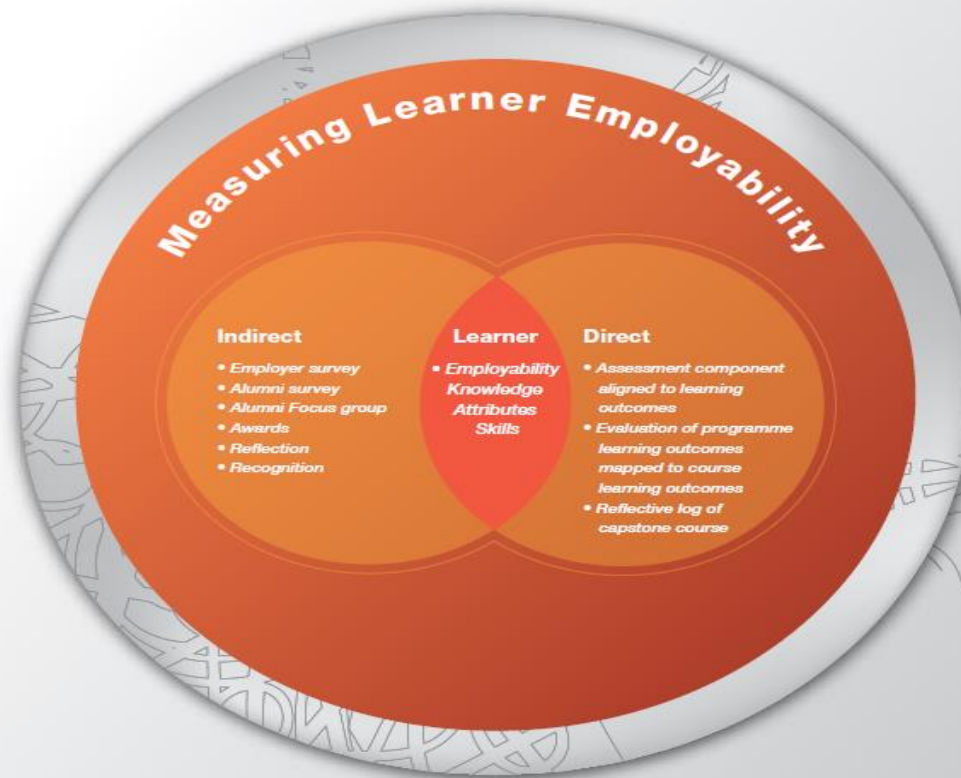 Measuring Learner Employability
Indirect
• Employer survey
• Alumni survey
• Alumni Focus group
• Awards
• Reflection
• Recognition
Learner
• Employability
Knowledge
Attributes
Skills
Direct
• Assessment component
aligned to learning
outcomes
• Evaluation of programme
learning outcomes
mapped to course
learning outcomes
• Reflective log of
capstone course